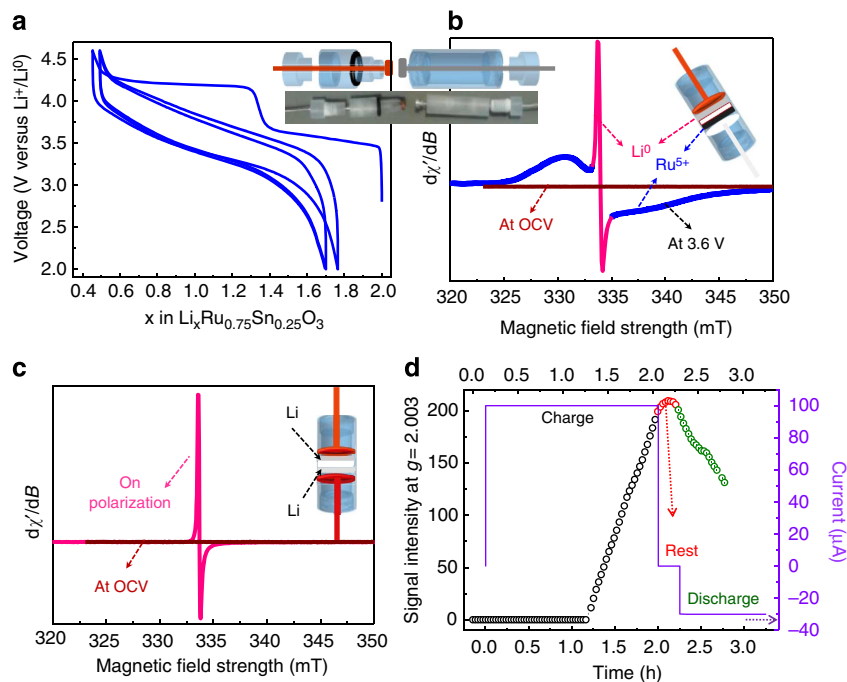 a
Voltage (V versus Li⁺/Li⁰)
4.5
4.0
3.5
3.0
2.5
2.0
0.4 0.6 0.8 1.0 1.2 1.4 1.6 1.8 2.0
x in LiₓRu₀.₇₅Sn₀.₂₅O₃
b
dχ′/dB
Li⁰
Ru⁵⁺
At OCV
At 3.6 V
320 325 330 335 340 345 350
Magnetic field strength (mT)
c
dχ′/dB
Li
On
polarization
Li
At OCV
320 325 330 335 340 345 350
Magnetic field strength (mT)
d
0.0 0.5 1.0 1.5 2.0 2.5 3.0
Signal intensity at g = 2.003
200
150
100
50
0
Charge
Rest
Discharge
100
80
60
40
20
0
−20
−40
Current (μA)
0.0 0.5 1.0 1.5 2.0 2.5 3.0
Time (h)